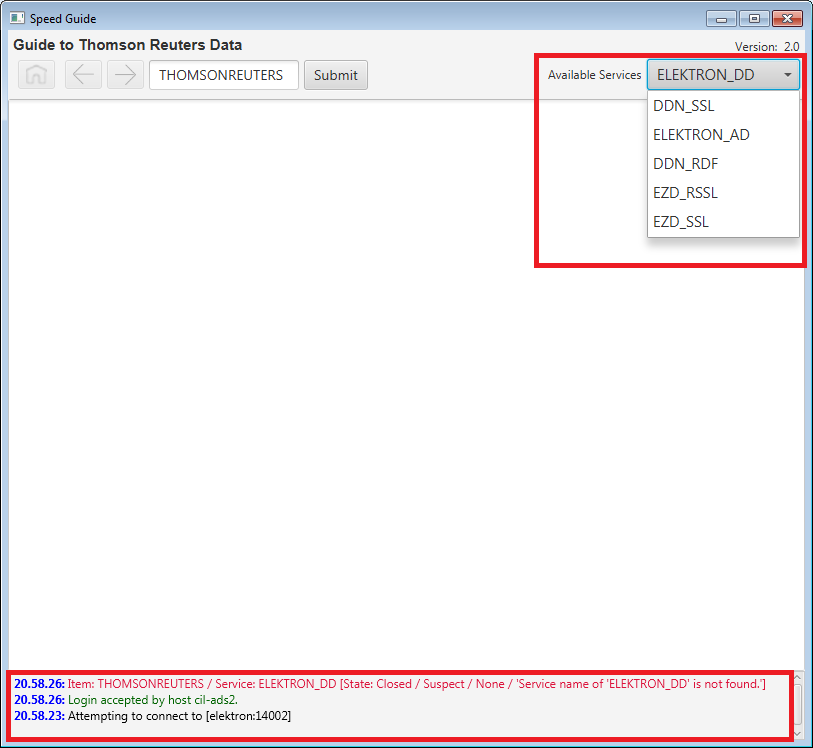 Speed Guide
Guide to Thomson Reuters Data
Version: 2.0
THOMSONREUTERS
Submit
Available Services
ELEKTRON_DD
DDN_SSL
ELEKTRON_AD
DDN_RDF
EZD_RSSL
EZD_SSL
20.58.26: Item: THOMSONREUTERS / Service: ELEKTRON_DD [State: Closed / Suspect / None / 'Service name of 'ELEKTRON_DD' is not found.']
20.58.26: Login accepted by host cil-ads2.
20.58.23: Attempting to connect to [elektron:14002]